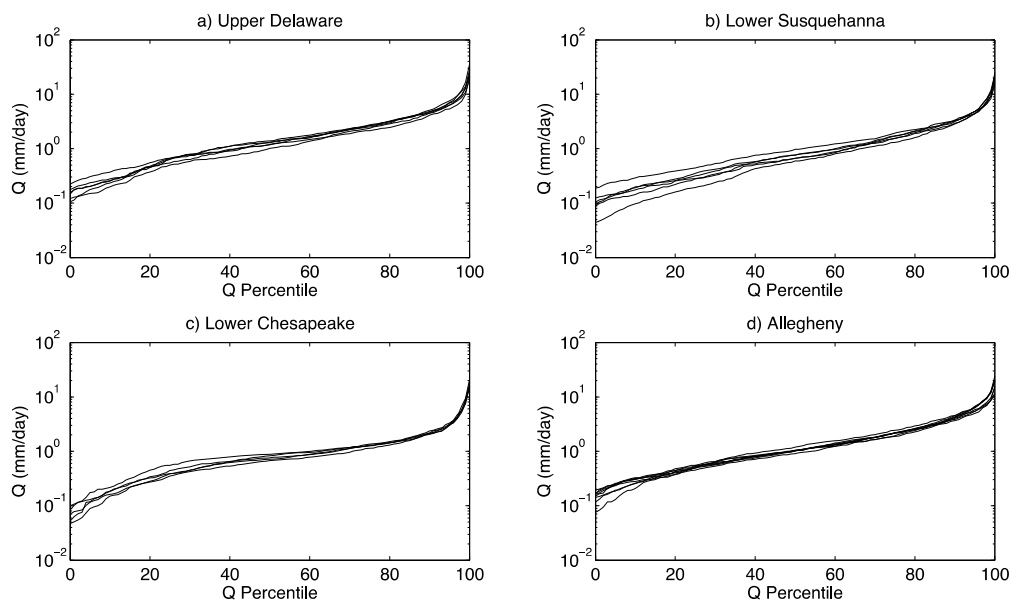 a) Upper Delaware
b) Lower Susquehanna
10^2
10^1
10^0
10^-1
10^-2
Q (mm/day)
0 20 40 60 80 100
Q Percentile
10^2
10^1
10^0
10^-1
10^-2
Q (mm/day)
0 20 40 60 80 100
Q Percentile
c) Lower Chesapeake
d) Allegheny
10^2
10^1
10^0
10^-1
10^-2
Q (mm/day)
0 20 40 60 80 100
Q Percentile
10^2
10^1
10^0
10^-1
10^-2
Q (mm/day)
0 20 40 60 80 100
Q Percentile